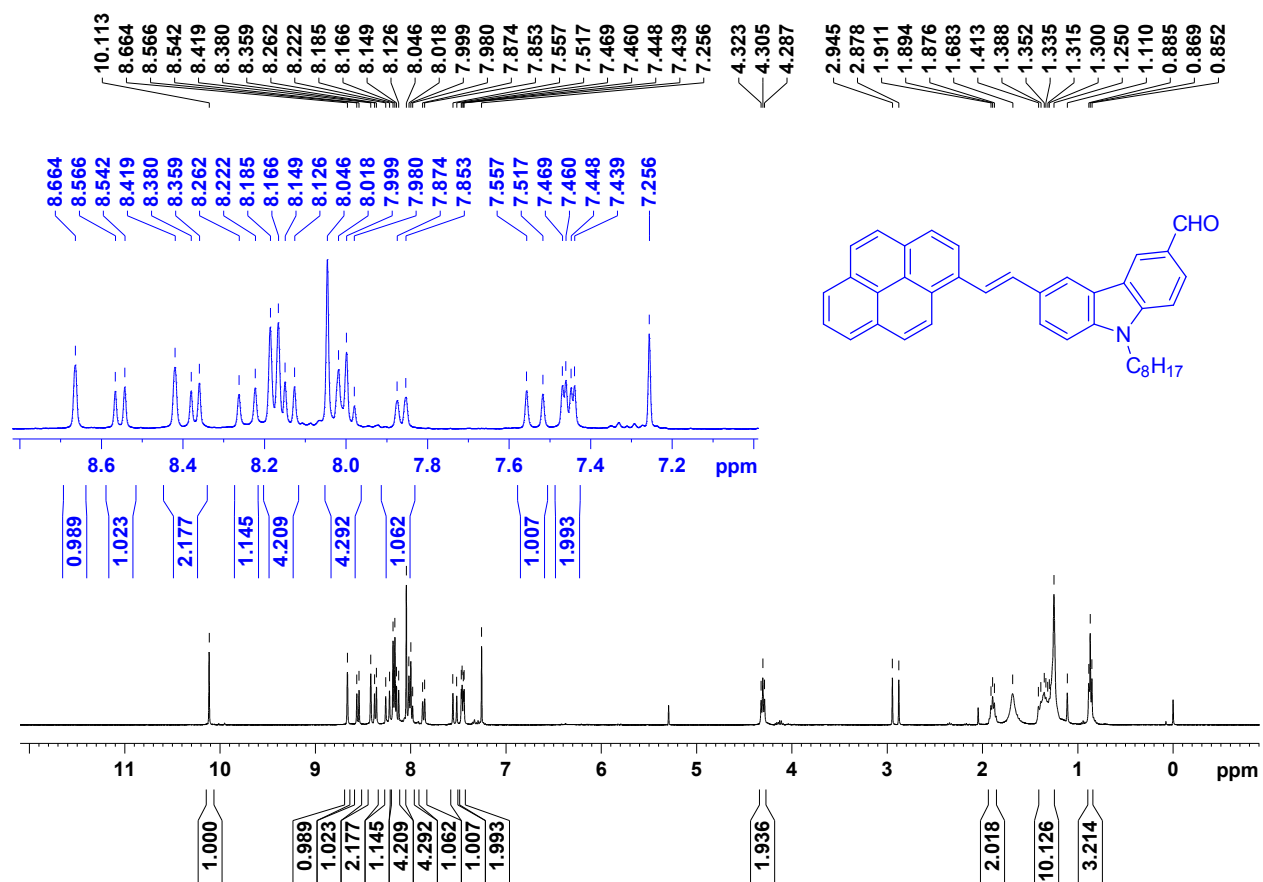 10.113 8.664 8.566 8.542 8.419 8.380 8.359 8.262 8.222 8.185 8.166 8.149 8.126 8.046 8.018 7.999 7.980 7.874 7.853 7.557 7.517 7.469 7.460 7.448 7.439 7.256 4.323 4.305 4.287 2.945 2.878 1.911 1.894 1.876 1.683 1.413 1.388 1.352 1.335 1.315 1.300 1.250 1.110 0.885 0.869 0.852
8.664 8.566 8.542 8.419 8.380 8.359 8.262 8.222 8.185 8.166 8.149 8.126 8.046 8.018 7.999 7.980 7.874 7.853 7.557 7.517 7.469 7.460 7.448 7.439 7.256
CHO
N
C8H17
8.6 8.4 8.2 8.0 7.8 7.6 7.4 7.2 ppm
0.989 1.023 2.177 1.145 4.209 4.292 1.062 1.007 1.993
11 10 9 8 7 6 5 4 3 2 1 0 ppm
1.000 0.989 1.023 2.177 1.145 4.209 4.292 1.062 1.007 1.993 1.936 2.018 10.126 3.214